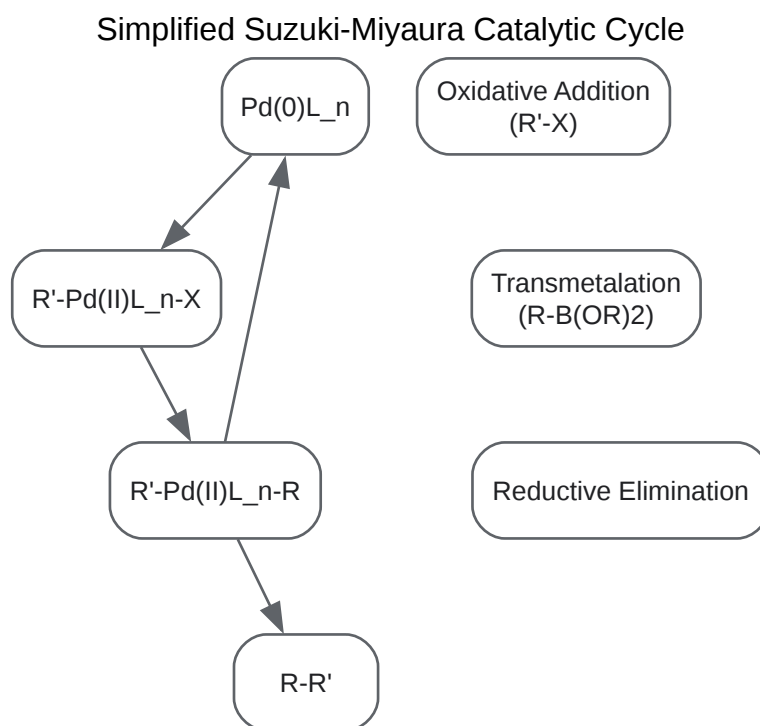 Simplified Suzuki-Miyaura Catalytic Cycle
Pd(0)L_n
Oxidative Addition
(R'-X)
R'-Pd(II)L_n-X
Transmetalation
(R-B(OR)2)
R'-Pd(II)L_n-R
Reductive Elimination
R-R'